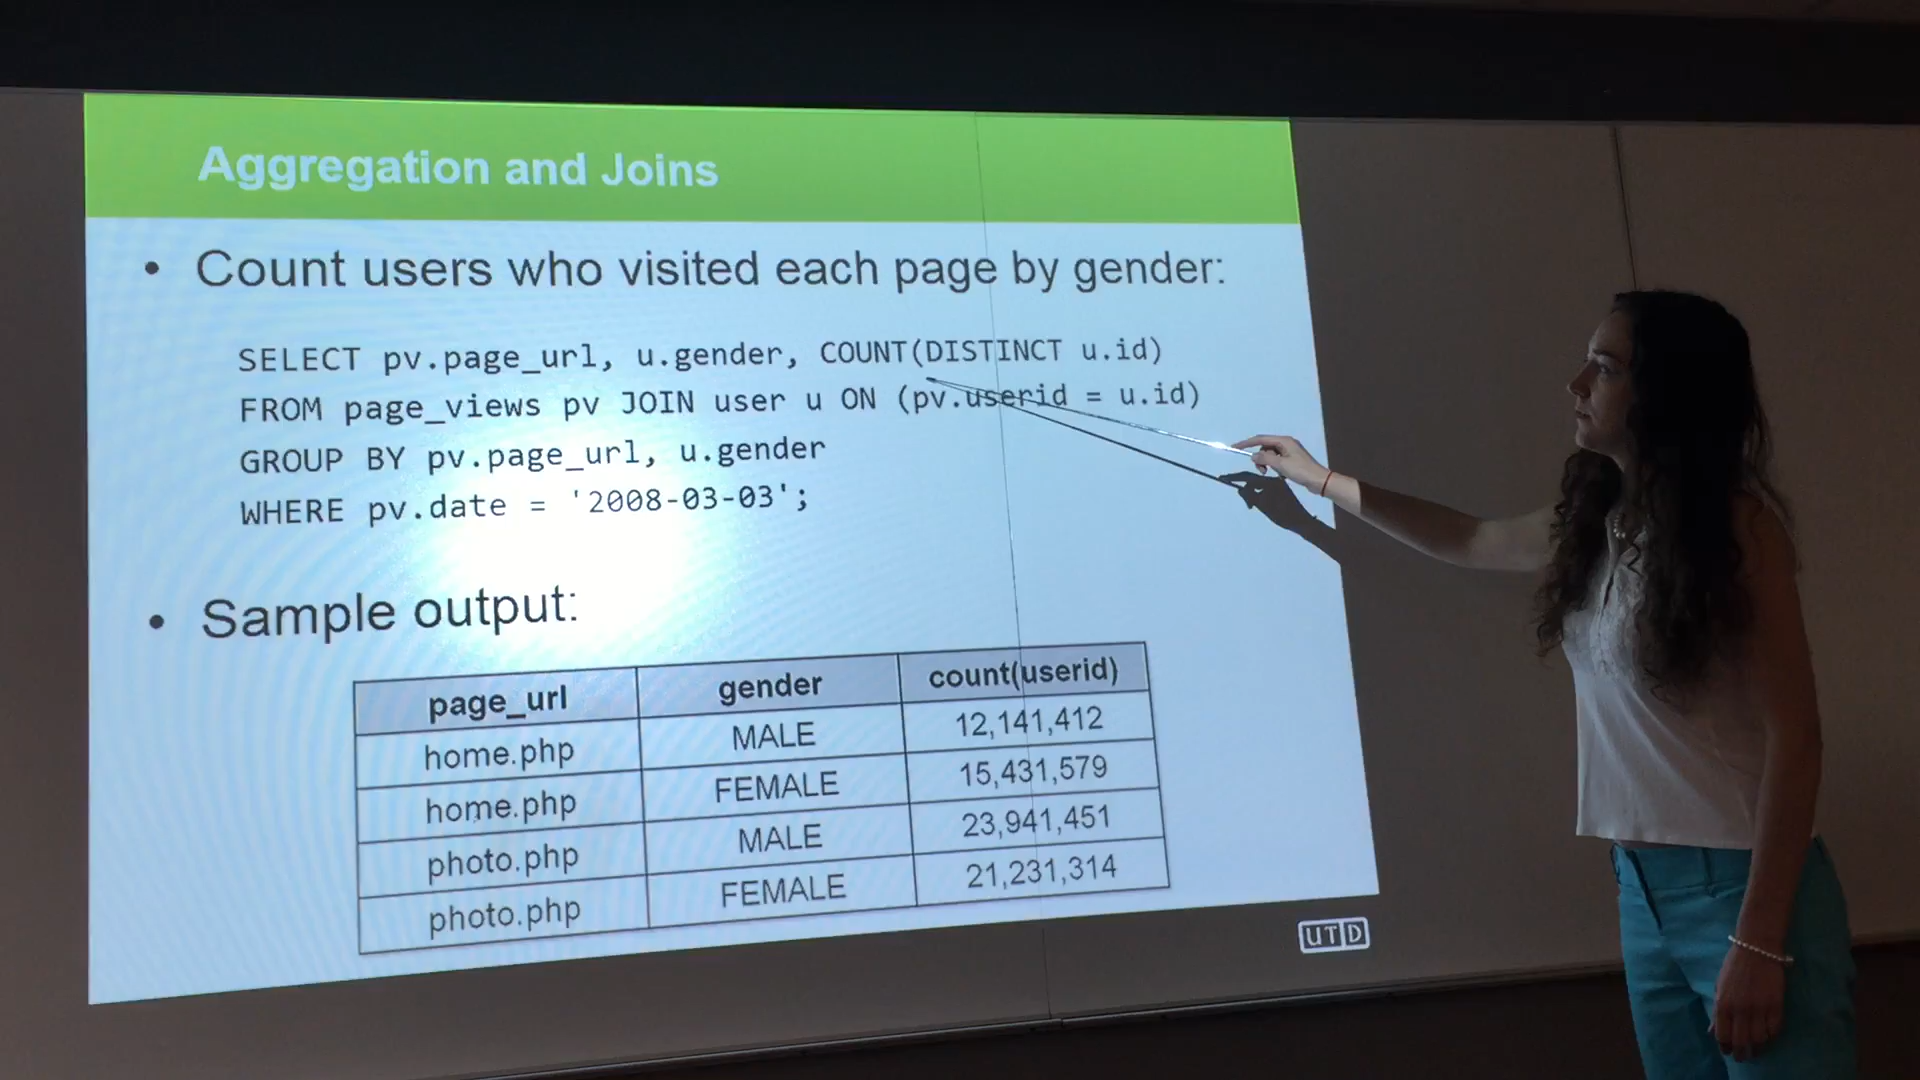 Aggregation and Joins
• Count users who visited each page by gender:
SELECT pv.page_url, u.gender, COUNT(DISTINCT u.id)
FROM page_views pv JOIN user u ON (pv.userid = u.id)
GROUP BY pv.page_url, u.gender
WHERE pv.date = '2008-03-03';
• Sample output:
page_url gender count(userid)
home.php MALE 12,141,412
home.php FEMALE 15,431,579
photo.php MALE 23,941,451
photo.php FEMALE 21,231,314
UTD